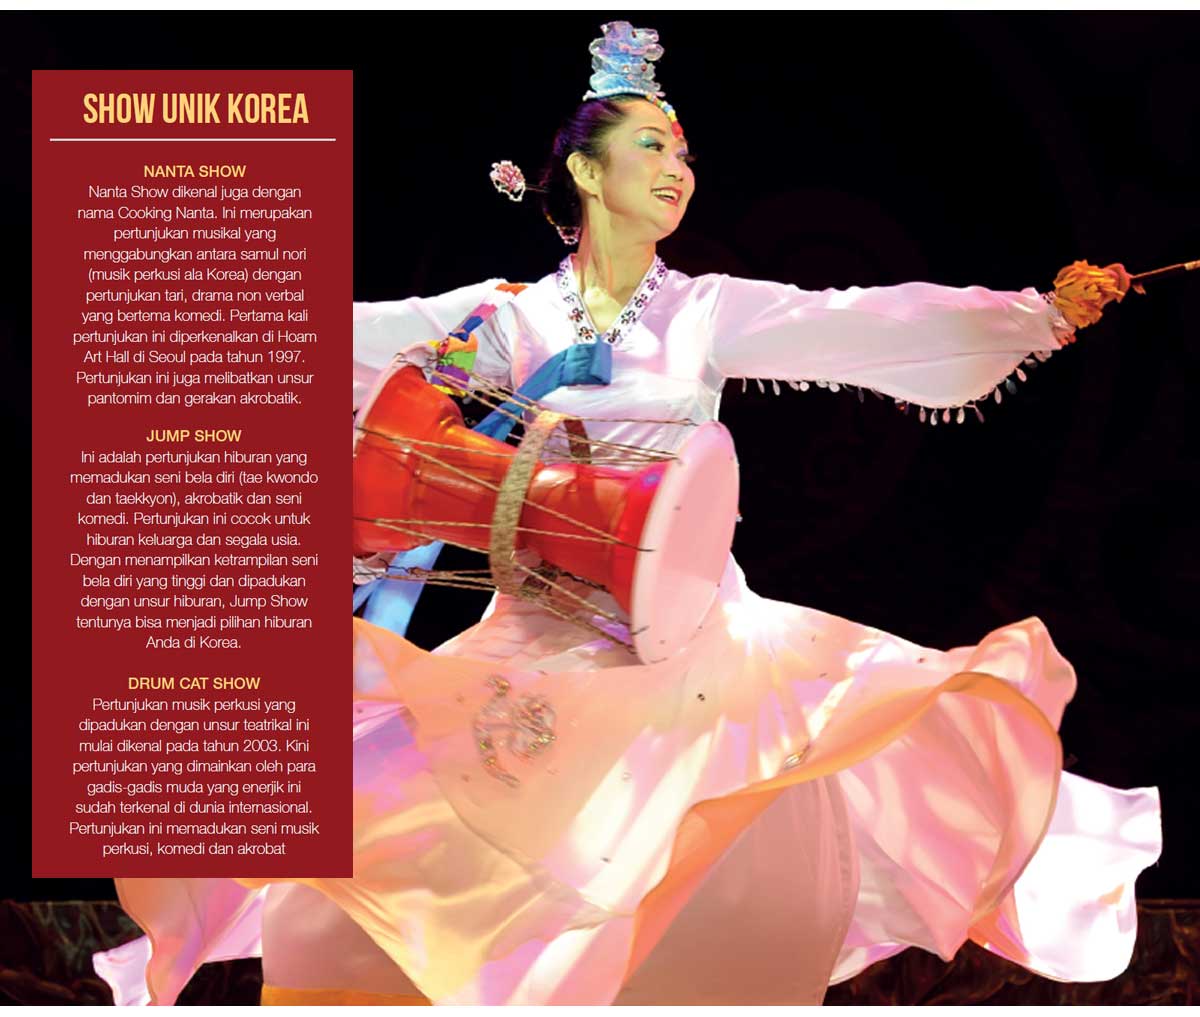 SHOW UNIK KOREA
NANTA SHOW
Nanta Show dikenal juga dengan
nama Cooking Nanta. Ini merupakan
pertunjukan musikal yang
menggabungkan antara samul nori
(musik perkusi ala Korea) dengan
pertunjukan tari, drama non verbal
yang bertema komedi. Pertama kali
pertunjukan ini diperkenalkan di Hoam
Art Hall di Seoul pada tahun 1997.
Pertunjukan ini juga melibatkan unsur
pantomim dan gerakan akrobatik.
JUMP SHOW
Ini adalah pertunjukan hiburan yang
memadukan seni bela diri (tae kwondo
dan taekkyon), akrobatik dan seni
komedi. Pertunjukan ini cocok untuk
hiburan keluarga dan segala usia.
Dengan menampilkan ketrampilan seni
bela diri yang tinggi dan dipadukan
dengan unsur hiburan, Jump Show
tentunya bisa menjadi pilihan hiburan
Anda di Korea.
DRUM CAT SHOW
Pertunjukan musik perkusi yang
dipadukan dengan unsur teatrikal ini
mulai dikenal pada tahun 2003. Kini
pertunjukan yang dimainkan oleh para
gadis-gadis muda yang enerjik ini
sudah terkenal di dunia internasional.
Pertunjukan ini memadukan seni musik
perkusi, komedi dan akrobat